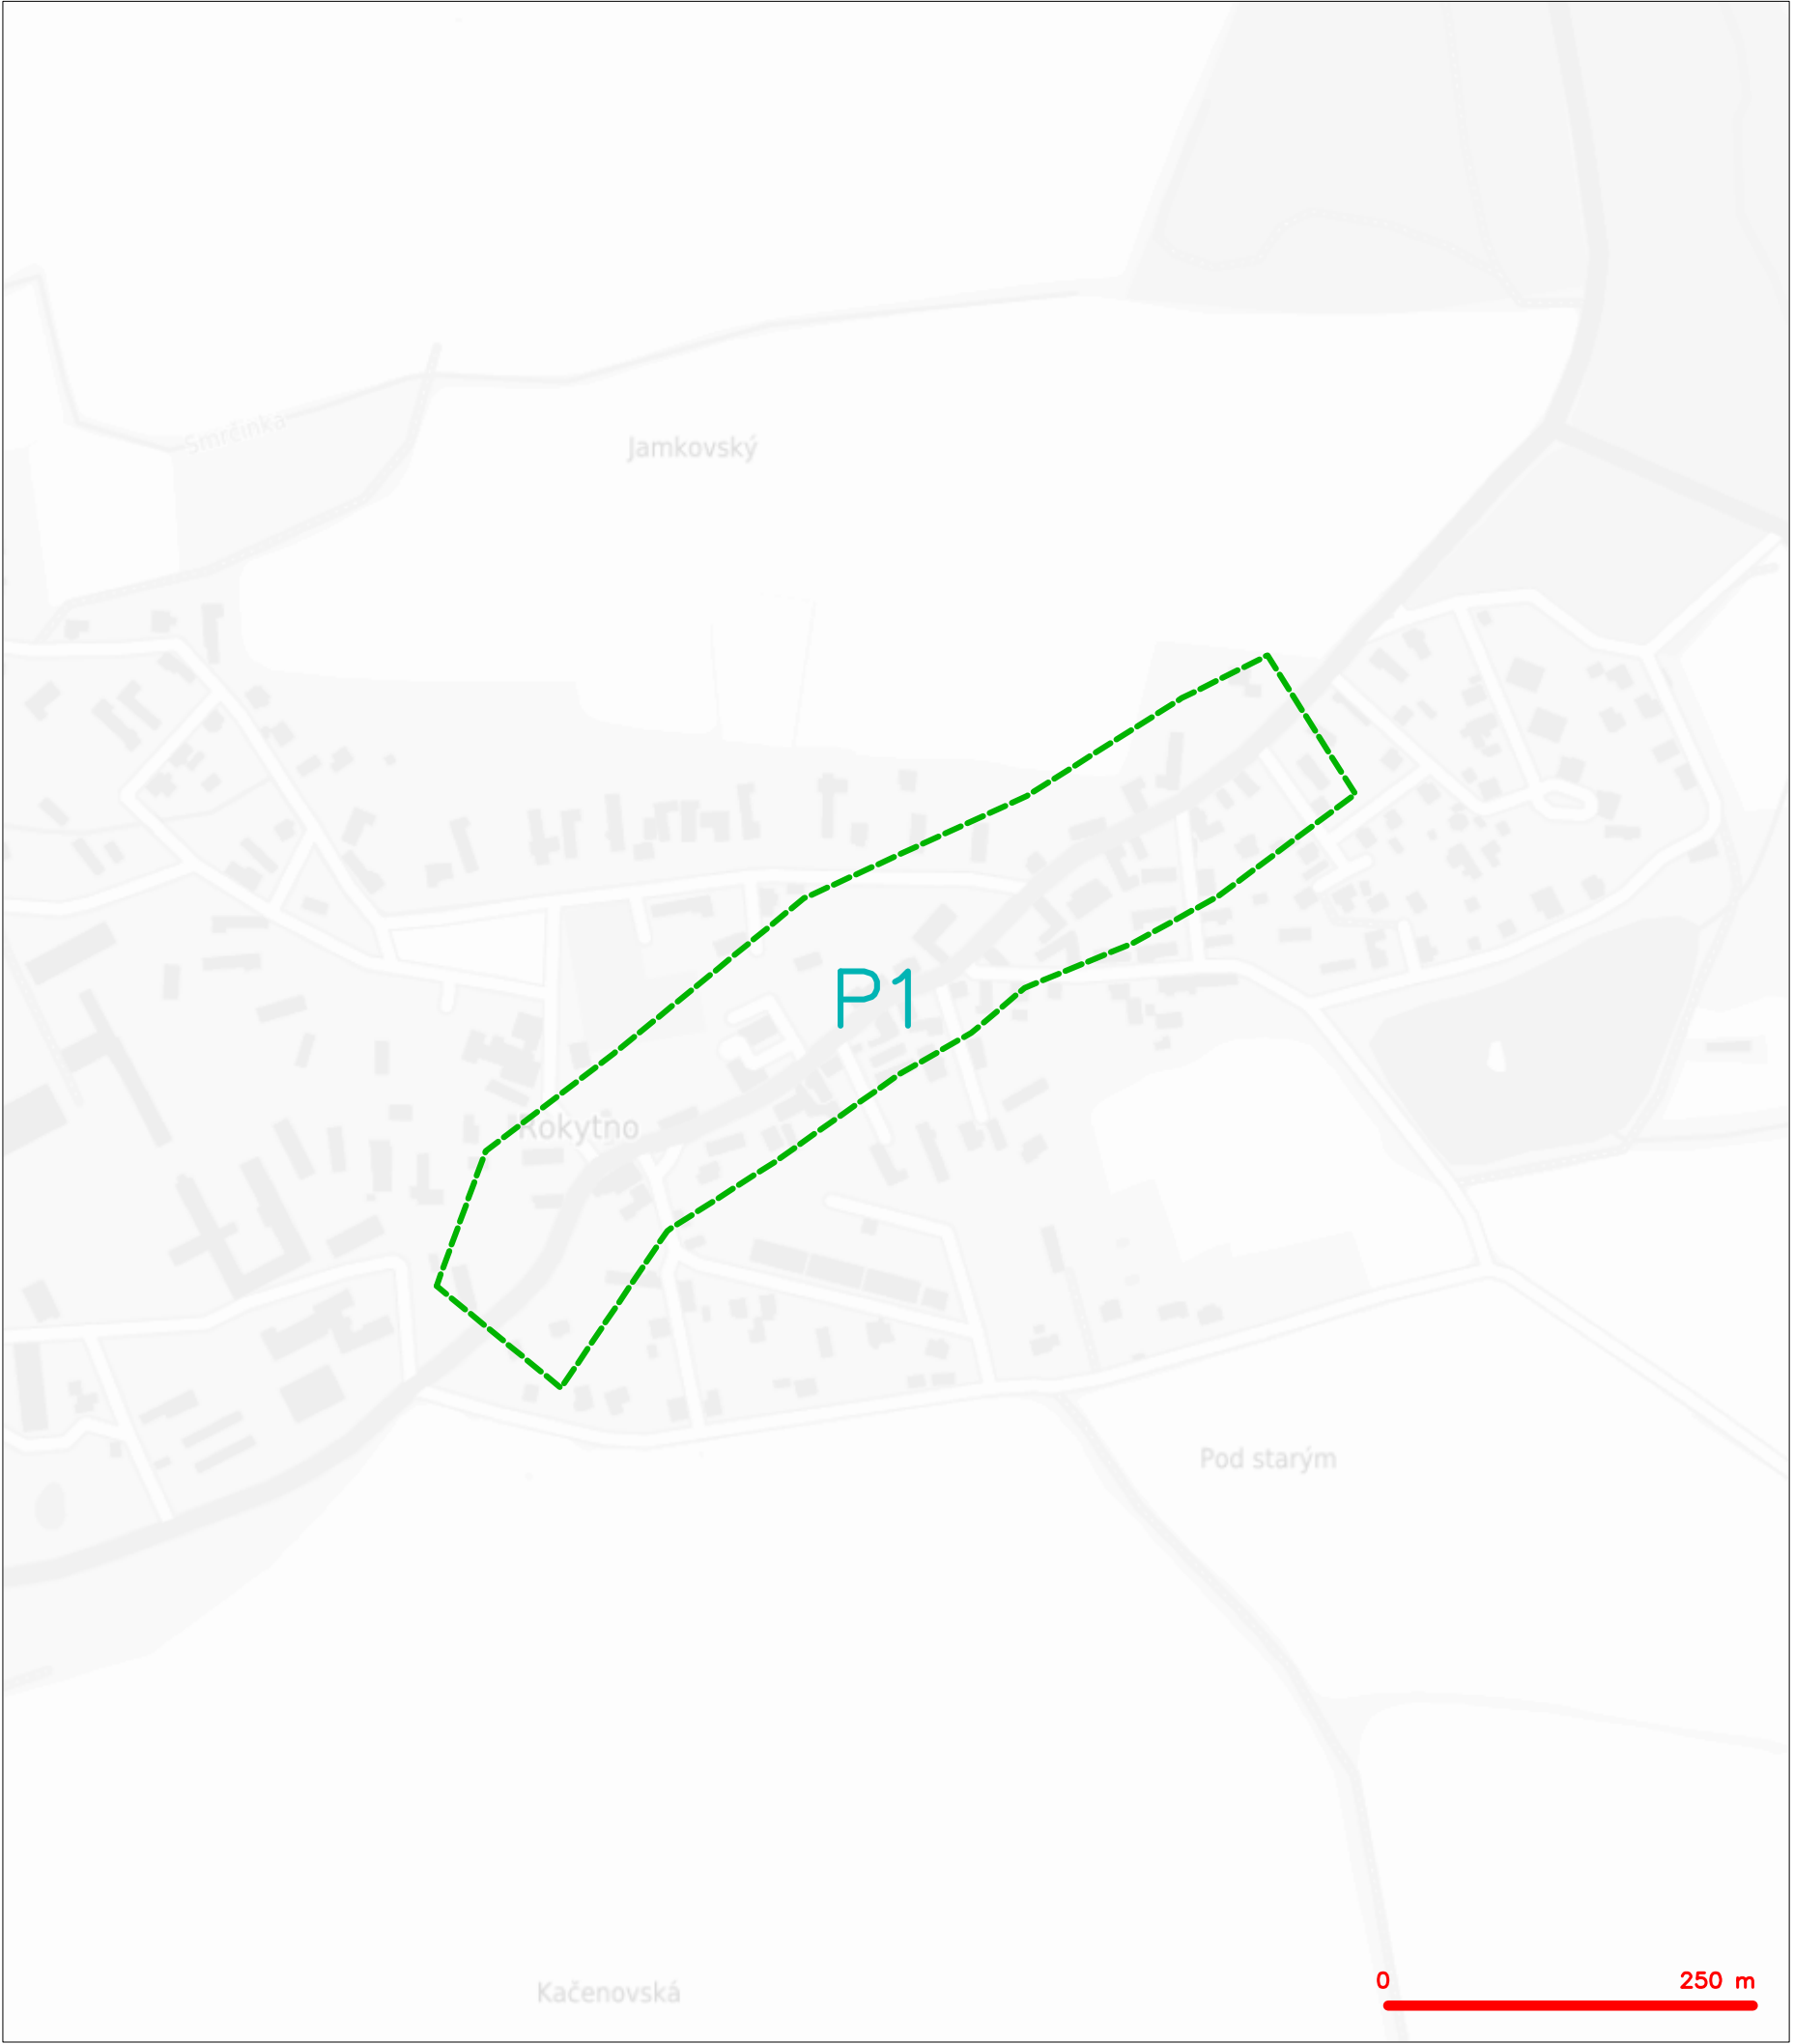 Smrčinka
Jamkovský
P1
Rokytno
Pod starým
Kačenovská
0 250 m